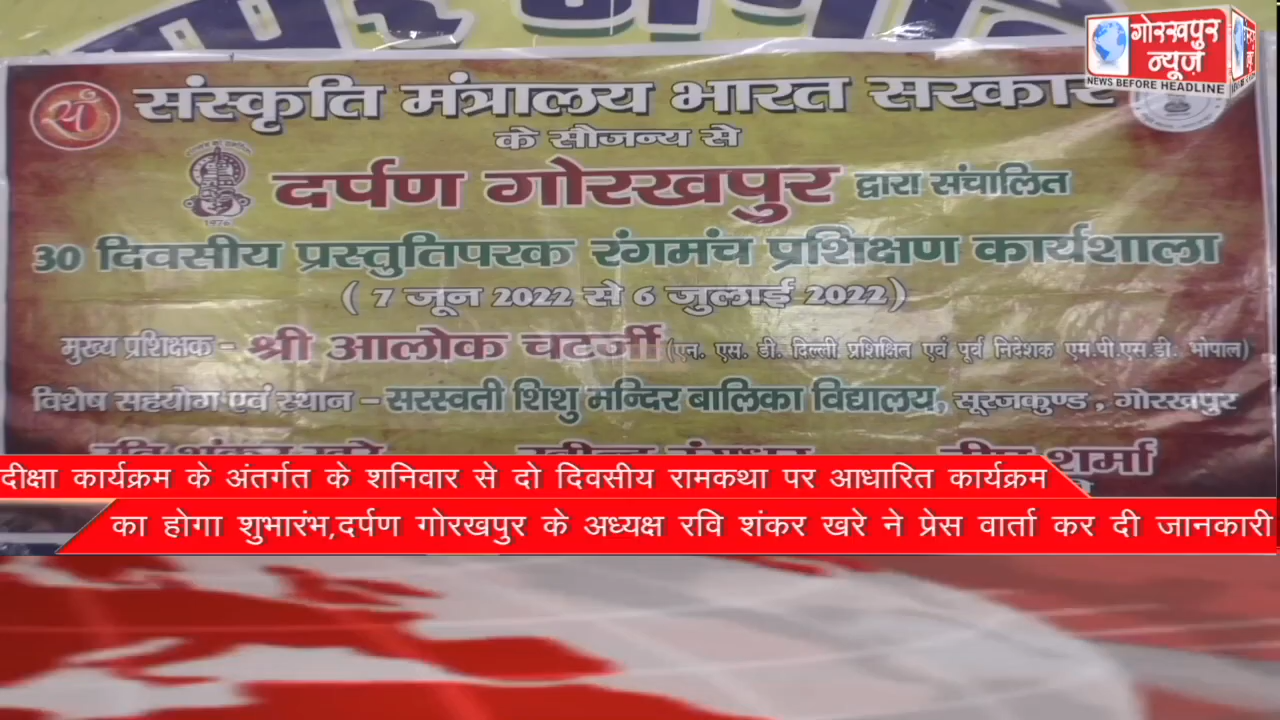 गोरखपुर
न्यूज़
NEWS BEFORE HEADLINE
सं
संस्कृति मंत्रालय भारत सरकार
के सौजन्य से
दर्पण गोरखपुर द्वारा संचालित
30 दिवसीय प्रस्तुतिपरक रंगमंच प्रशिक्षण कार्यशाला
( 7 जून 2022 से 6 जुलाई 2022)
मुख्य प्रशिक्षक - श्री आलोक चटर्जी (एन. एस. डी. दिल्ली प्रशिक्षित एवं पूर्व निदेशक एम.पी.एस.डी. भोपाल)
विशेष सहयोग एवं स्थान - सरस्वती शिशु मन्दिर बालिका विद्यालय, सूरजकुण्ड , गोरखपुर
शर्मा
दीक्षा कार्यक्रम के अंतर्गत के शनिवार से दो दिवसीय रामकथा पर आधारित कार्यक्रम
का होगा शुभारंभ,दर्पण गोरखपुर के अध्यक्ष रवि शंकर खरे ने प्रेस वार्ता कर दी जानकारी